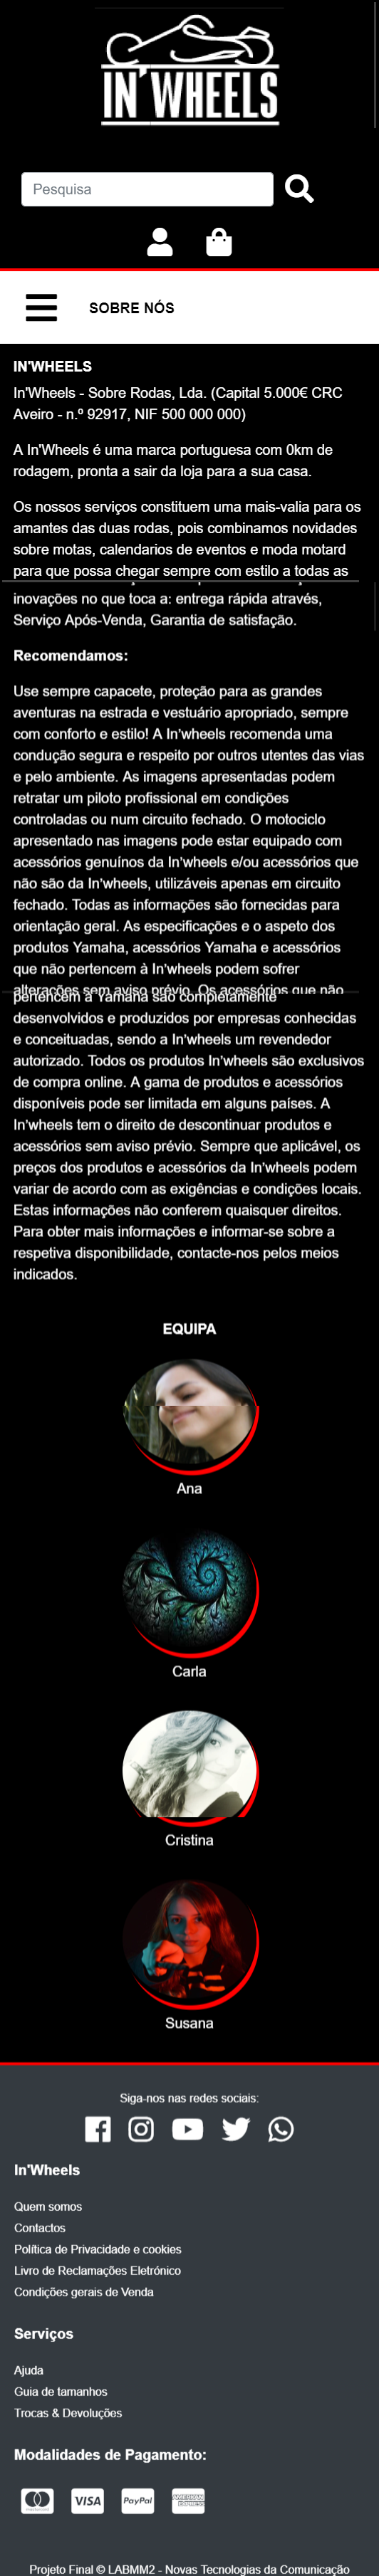 IN'WHEELS
Pesquisa
SOBRE NÓS
IN'WHEELS
In'Wheels - Sobre Rodas, Lda. (Capital 5.000€ CRC
Aveiro - n.º 92917, NIF 500 000 000)
A In'Wheels é uma marca portuguesa com 0km de
rodagem, pronta a sair da loja para a sua casa.
Os nossos serviços constituem uma mais-valia para os
amantes das duas rodas, pois combinamos novidades
sobre motas, calendarios de eventos e moda motard
para que possa chegar sempre com estilo a todas as
inovações no que toca a: entrega rápida através,
Serviço Após-Venda, Garantia de satisfação.
Recomendamos:
Use sempre capacete, proteção para as grandes
aventuras na estrada e vestuário apropriado, sempre
com conforto e estilo! A In'wheels recomenda uma
condução segura e respeito por outros utentes das vias
e pelo ambiente. As imagens apresentadas podem
retratar um piloto profissional em condições
controladas ou num circuito fechado. O motociclo
apresentado nas imagens pode estar equipado com
acessórios genuínos da In'wheels e/ou acessórios que
não são da In'wheels, utilizáveis apenas em circuito
fechado. Todas as informações são fornecidas para
orientação geral. As especificações e o aspeto dos
produtos Yamaha, acessórios Yamaha e acessórios
que não pertencem à In'wheels podem sofrer
alterações sem aviso prévio. Os acessórios que não
pertencem à Yamaha são completamente
desenvolvidos e produzidos por empresas conhecidas
e conceituadas, sendo a In'wheels um revendedor
autorizado. Todos os produtos In'wheels são exclusivos
de compra online. A gama de produtos e acessórios
disponíveis pode ser limitada em alguns países. A
In'wheels tem o direito de descontinuar produtos e
acessórios sem aviso prévio. Sempre que aplicável, os
preços dos produtos e acessórios da In'wheels podem
variar de acordo com as exigências e condições locais.
Estas informações não conferem quaisquer direitos.
Para obter mais informações e informar-se sobre a
respetiva disponibilidade, contacte-nos pelos meios
indicados.
EQUIPA
Ana
Carla
Cristina
Susana
Siga-nos nas redes sociais:
In'Wheels
Quem somos
Contactos
Política de Privacidade e cookies
Livro de Reclamações Eletrónico
Condições gerais de Venda
Serviços
Ajuda
Guia de tamanhos
Trocas & Devoluções
Modalidades de Pagamento:
VISA PayPal AMERICAN EXPRESS
Projeto Final © LABMM2 - Novas Tecnologias da Comunicação